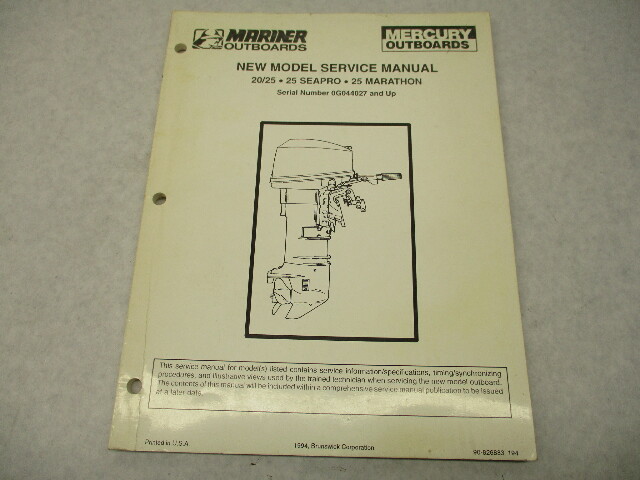 MARINER
OUTBOARDS
MERCURY
OUTBOARDS
NEW MODEL SERVICE MANUAL
20/25 • 25 SEAPRO • 25 MARATHON
Serial Number 0G044027 and Up
This service manual for model(s) listed contains service information/specifications, timing/synchronizing
procedures, and illustrative views used by the trained technician when servicing the new model outboard.
The contents of this manual will be included within a comprehensive service manual publication to be issued
at a later date.
Printed in U.S.A.
1994, Brunswick Corporation
90-826883 194